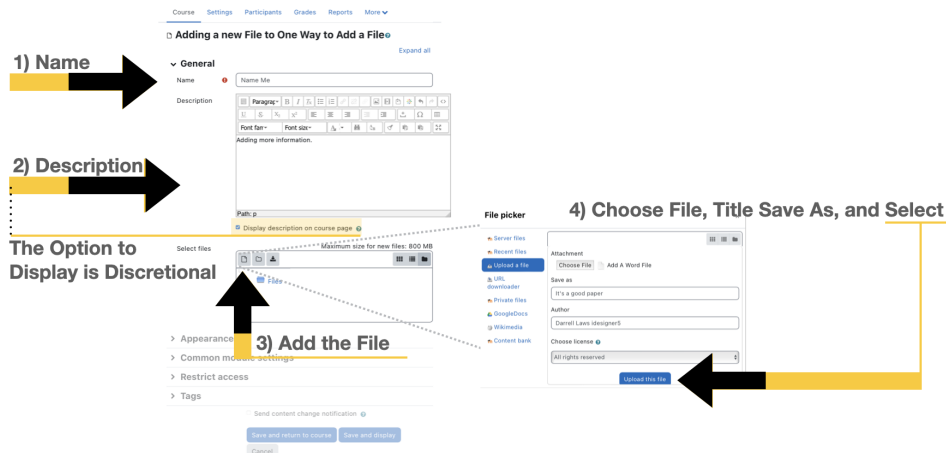 Course Settings Participants Grades Reports More
Adding a new File to One Way to Add a File
Expand all
1) Name
General
Name
Name Me
Description
Paragrap
Font fam
Font size
Adding more information.
2) Description
Path: p
Display description on course page
The Option to
Display is Discretional
Select files
Maximum size for new files: 800 MB
Files
3) Add the File
Appearance
Common module settings
Restrict access
Tags
Send content change notification
Save and return to course Save and display
Cancel
4) Choose File, Title Save As, and Select
File picker
Server files
Recent files
Upload a file
URL
downloader
Private files
GoogleDocs
Wikimedia
Content bank
Attachment
Choose File Add A Word File
Save as
It's a good paper
Author
Darrell Laws idesigner5
Choose license
All rights reserved
Upload this file